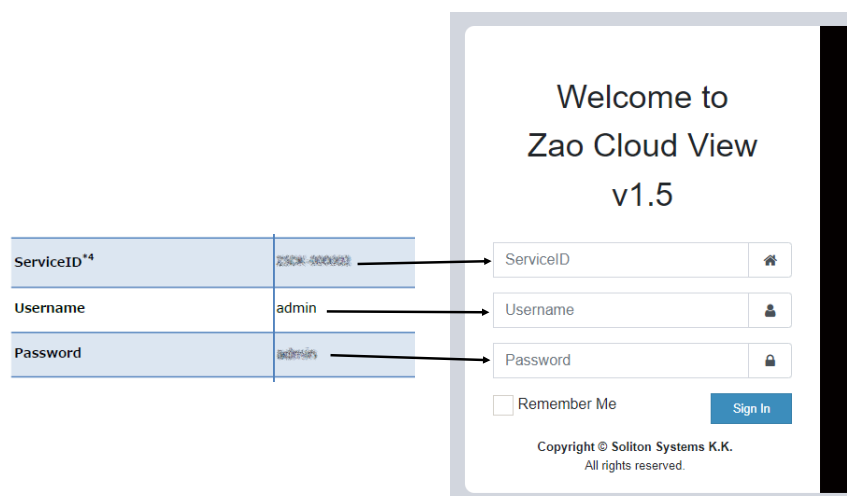 Welcome to
Zao Cloud View
v1.5
ServiceID*4
ServiceID
Username admin
Username
Password
Password
Remember Me
Sign In
Copyright © Soliton Systems K.K.
All rights reserved.